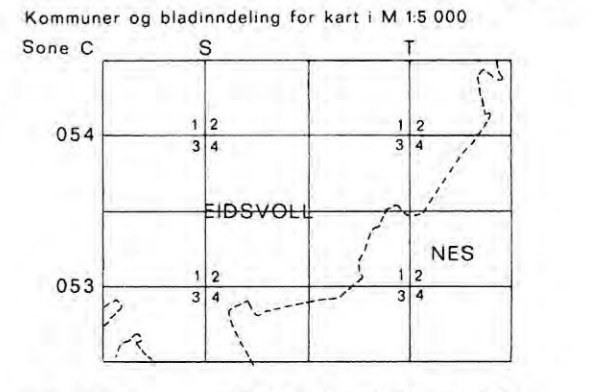 Kommuner og bladinndeling for kart i M 1:5 000
Sone C S T
1 2 1 2
054
3 4 3 4
EIDSVOLL
NES
1 2 1 2
053
3 4 3 4